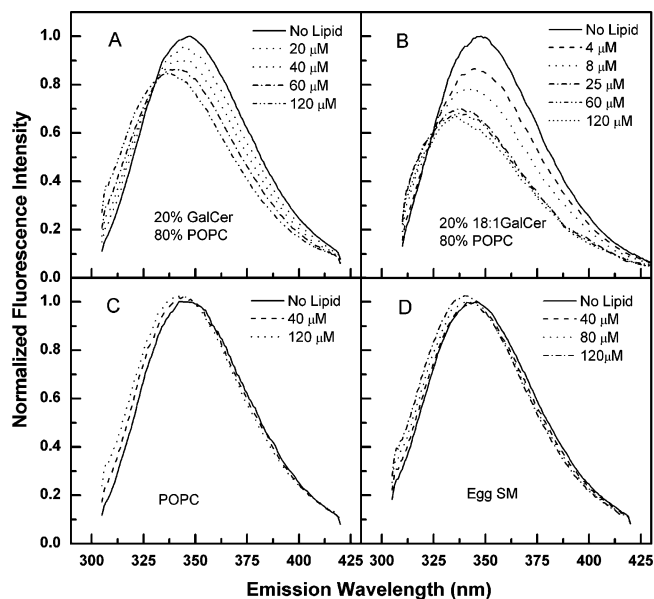 A
No Lipid
20 μM
40 μM
60 μM
120 μM
20% GalCer
80% POPC
B
No Lipid
4 μM
8 μM
25 μM
60 μM
120 μM
20% 18:1GalCer
80% POPC
C
No Lipid
40 μM
120 μM
POPC
D
No Lipid
40 μM
80 μM
120μM
Egg SM
1.0
0.8
0.6
0.4
0.2
0.0
1.0
0.8
0.6
0.4
0.2
0.0
Normalized Fluorescence Intensity
300 325 350 375 400 425
300 325 350 375 400 425
Emission Wavelength (nm)